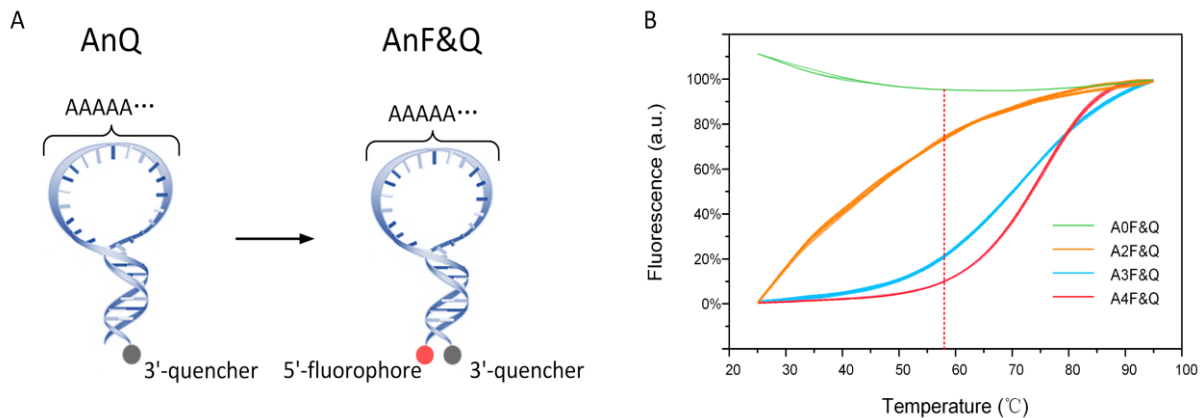 A
AnQ
AnF&Q
AAAAA···
AAAAA···
3'-quencher
5'-fluorophore
3'-quencher
B
Fluorescence (a.u.)
100%
80%
60%
40%
20%
0%
A0F&Q
A2F&Q
A3F&Q
A4F&Q
20 30 40 50 60 70 80 90 100
Temperature (℃)